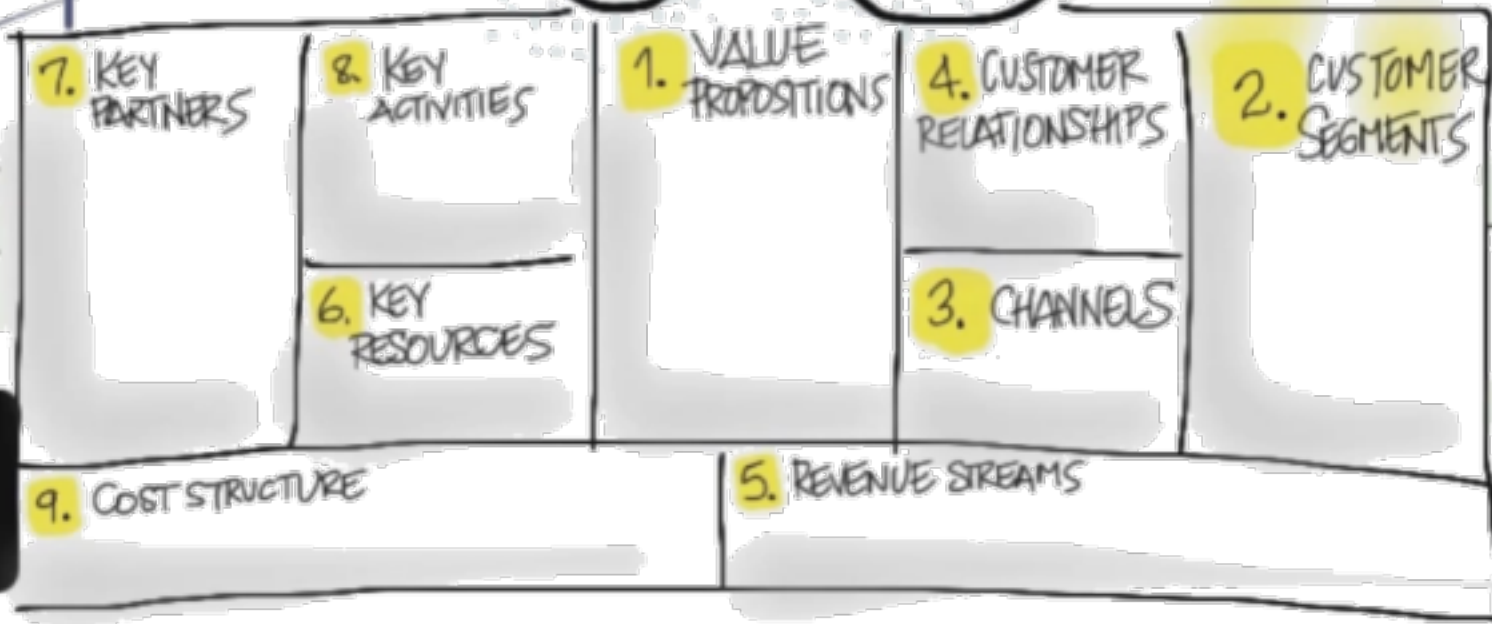 7. KEY
PARTNERS
8. KEY
ACTIVITIES
6. KEY
RESOURCES
1. VALUE
PROPOSITIONS
4. CUSTOMER
RELATIONSHIPS
3. CHANNELS
2. CUSTOMER
SEGMENTS
9. COST STRUCTURE
5. REVENUE STREAMS